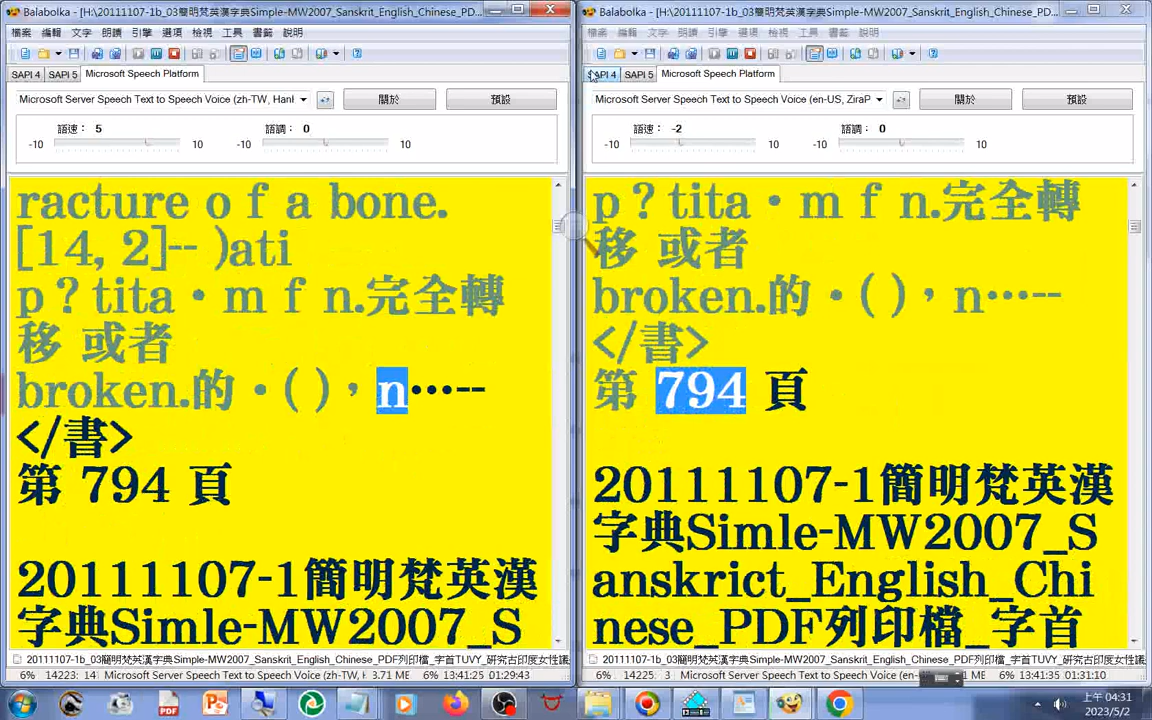 Balabolka - [H:\20111107-1b_03簡明梵英漢字典Simple-MW2007_Sanskrit_English_Chinese_PD...
檔案 編輯 文字 朗讀 引擎 選項 檢視 工具 書籤 說明
SAPI 4 SAPI 5 Microsoft Speech Platform
Microsoft Server Speech Text to Speech Voice (zh-TW, Hanl
關於 預設
語速： 5 語調： 0
-10 10 -10 10
racture o f a bone.
[14, 2]-- )ati
p？tita‧m f n.完全轉
移 或者
broken.的‧( )，n…--
</書>
第 794 頁
20111107-1簡明梵英漢
字典Simle-MW2007_S
20111107-1b_03簡明梵英漢字典Simple-MW2007_Sanskrit_English_Chinese_PDF列印檔_字首TUVY_研究古印度女性議
6% 14223: 14 Microsoft Server Speech Text to Speech Voice (zh-TW, H 3.71 ME 6% 13:41:25 01:29:43
Balabolka - [H:\20111107-1b_03簡明梵英漢字典Simple-MW2007_Sanskrit_English_Chinese_PD...
檔案 編輯 文字 朗讀 引擎 選項 檢視 工具 書籤 說明
SAPI 4 SAPI 5 Microsoft Speech Platform
Microsoft Server Speech Text to Speech Voice (en-US, ZiraP
關於 預設
語速： -2 語調： 0
-10 10 -10 10
p？tita‧m f n.完全轉
移 或者
broken.的‧( )，n…--
</書>
第 794 頁
20111107-1簡明梵英漢
字典Simle-MW2007_S
anskrict_English_Chi
nese_PDF列印檔_字首
20111107-1b_03簡明梵英漢字典Simple-MW2007_Sanskrit_English_Chinese_PDF列印檔_字首TUVY_研究古印度女性議
6% 14225: 3 Microsoft Server Speech Text to Speech Voice (en-US, ME 6% 13:41:35 01:31:10
上午 04:31
2023/5/2